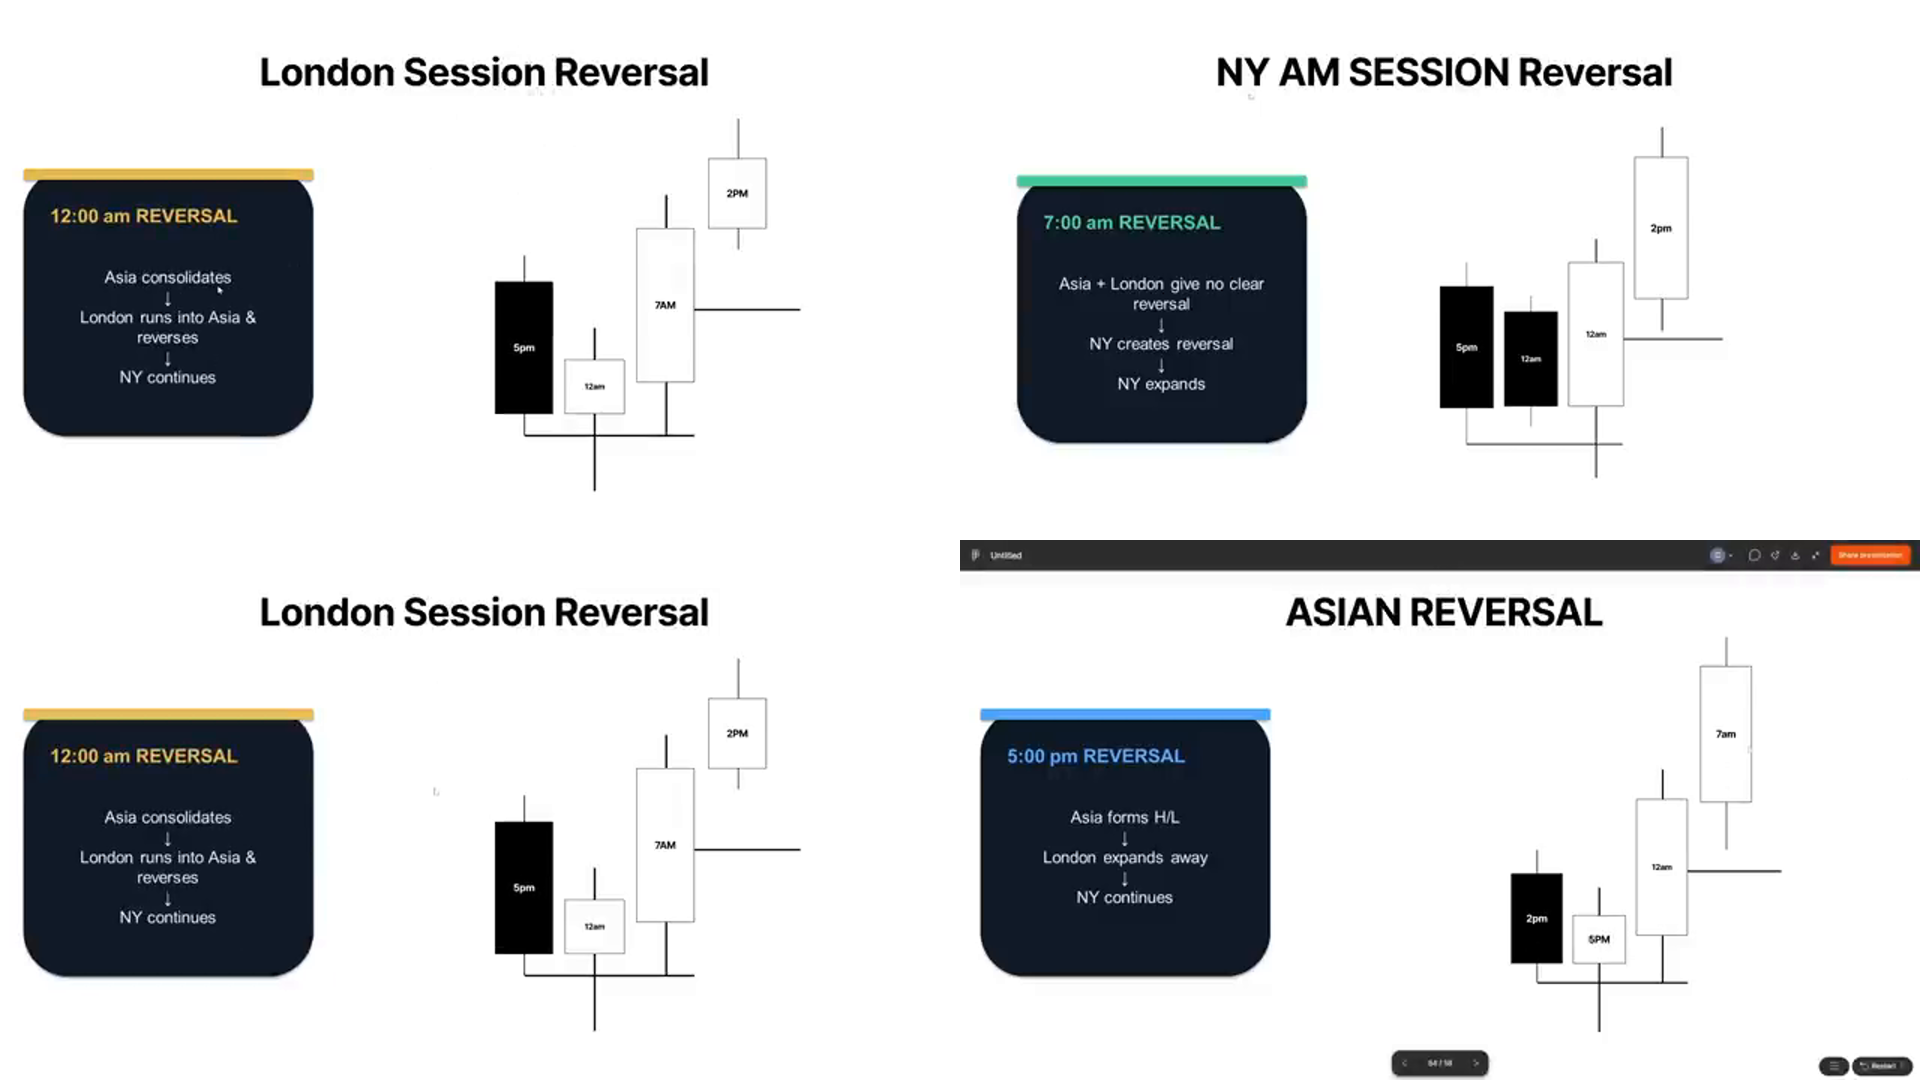 London Session Reversal
12:00 am REVERSAL
Asia consolidates
↓
London runs into Asia &
reverses
↓
NY continues
2PM
7AM
5pm
12am
NY AM SESSION Reversal
7:00 am REVERSAL
Asia + London give no clear
reversal
↓
NY creates reversal
↓
NY expands
2pm
12am
5pm
12am
London Session Reversal
12:00 am REVERSAL
Asia consolidates
↓
London runs into Asia &
reverses
↓
NY continues
2PM
7AM
5pm
12am
Untitled
Share presentation
ASIAN REVERSAL
5:00 pm REVERSAL
Asia forms H/L
↓
London expands away
↓
NY continues
7am
12am
2pm
5PM
Restart